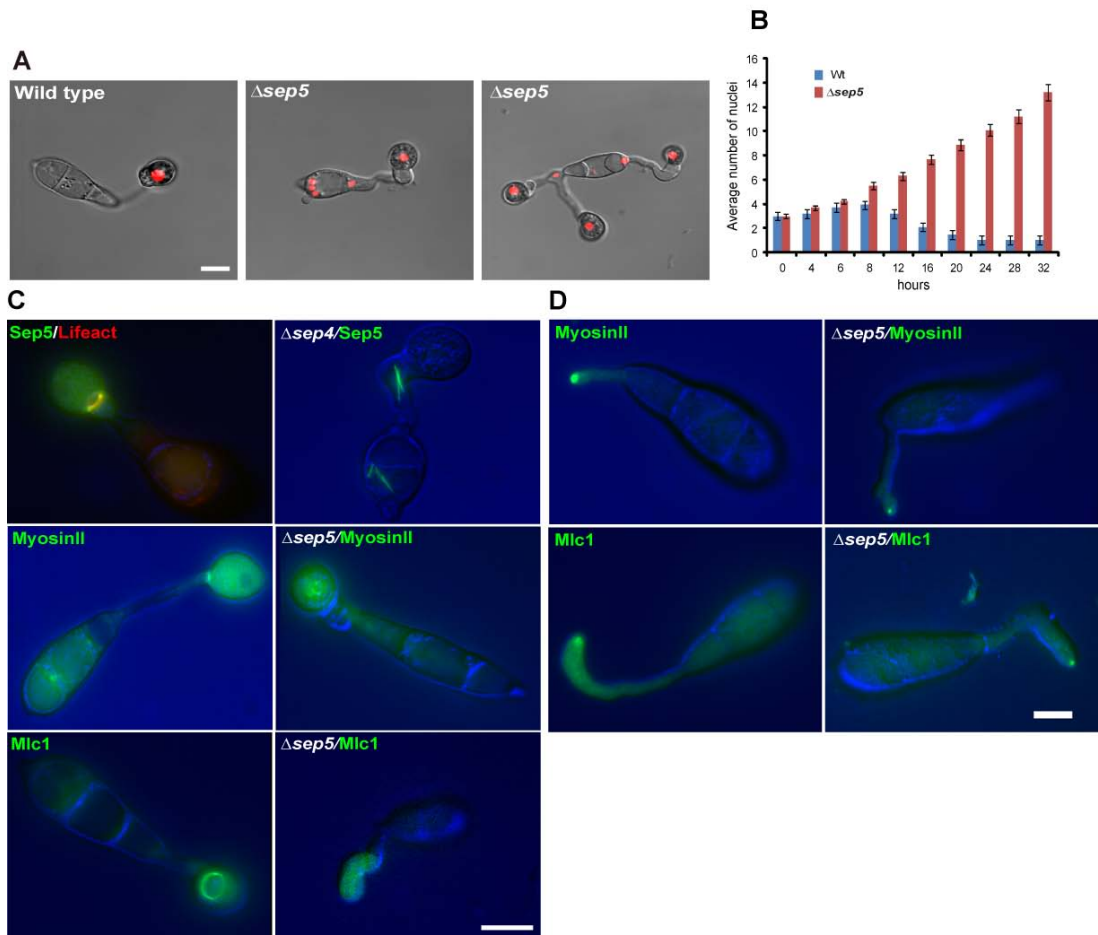 A
Wild type
Δsep5
Δsep5
B
Average number of nuclei
16
14
12
10
8
6
4
2
0
Wt
Δsep5
0 4 6 8 12 16 20 24 28 32
hours
C
Sep5/Lifeact
Δsep4/Sep5
MyosinII
Δsep5/MyosinII
Mlc1
Δsep5/Mlc1
D
MyosinII
Δsep5/MyosinII
Mlc1
Δsep5/Mlc1